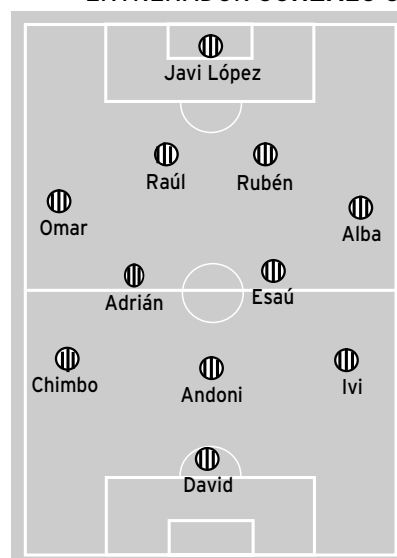 Javi López
Raúl
Rubén
Omar
Alba
Adrián
Esaú
Chimbo
Andoni
Ivi
David